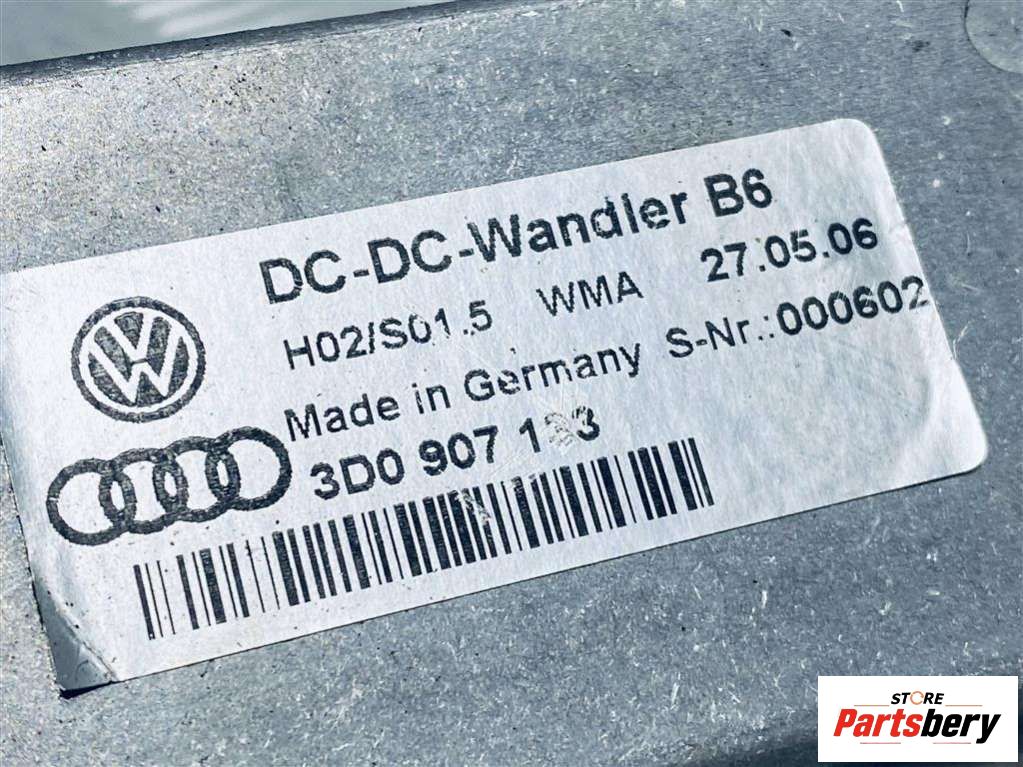 DC-DC-Wandler B6
H02/S01.5 WMA 27.05.06
Made in Germany S-Nr.:000602
3D0 907
STORE
Partsbery